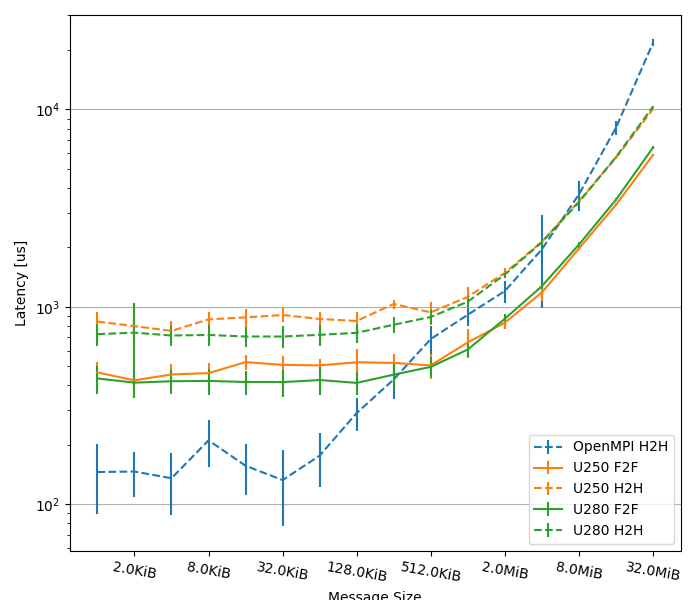 Latency [us]
10^4
10^3
10^2
OpenMPI H2H
U250 F2F
U250 H2H
U280 F2F
U280 H2H
2.0KiB 8.0KiB 32.0KiB 128.0KiB 512.0KiB 2.0MiB 8.0MiB 32.0MiB
Message Size